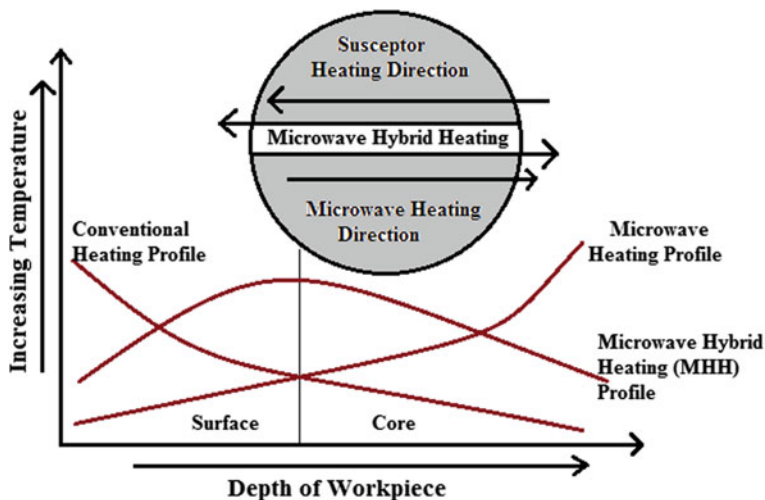 Susceptor
Heating Direction
Microwave Hybrid Heating
Microwave Heating
Direction
Increasing Temperature
Conventional
Heating Profile
Microwave
Heating Profile
Microwave Hybrid
Heating (MHH)
Profile
Surface
Core
Depth of Workpiece